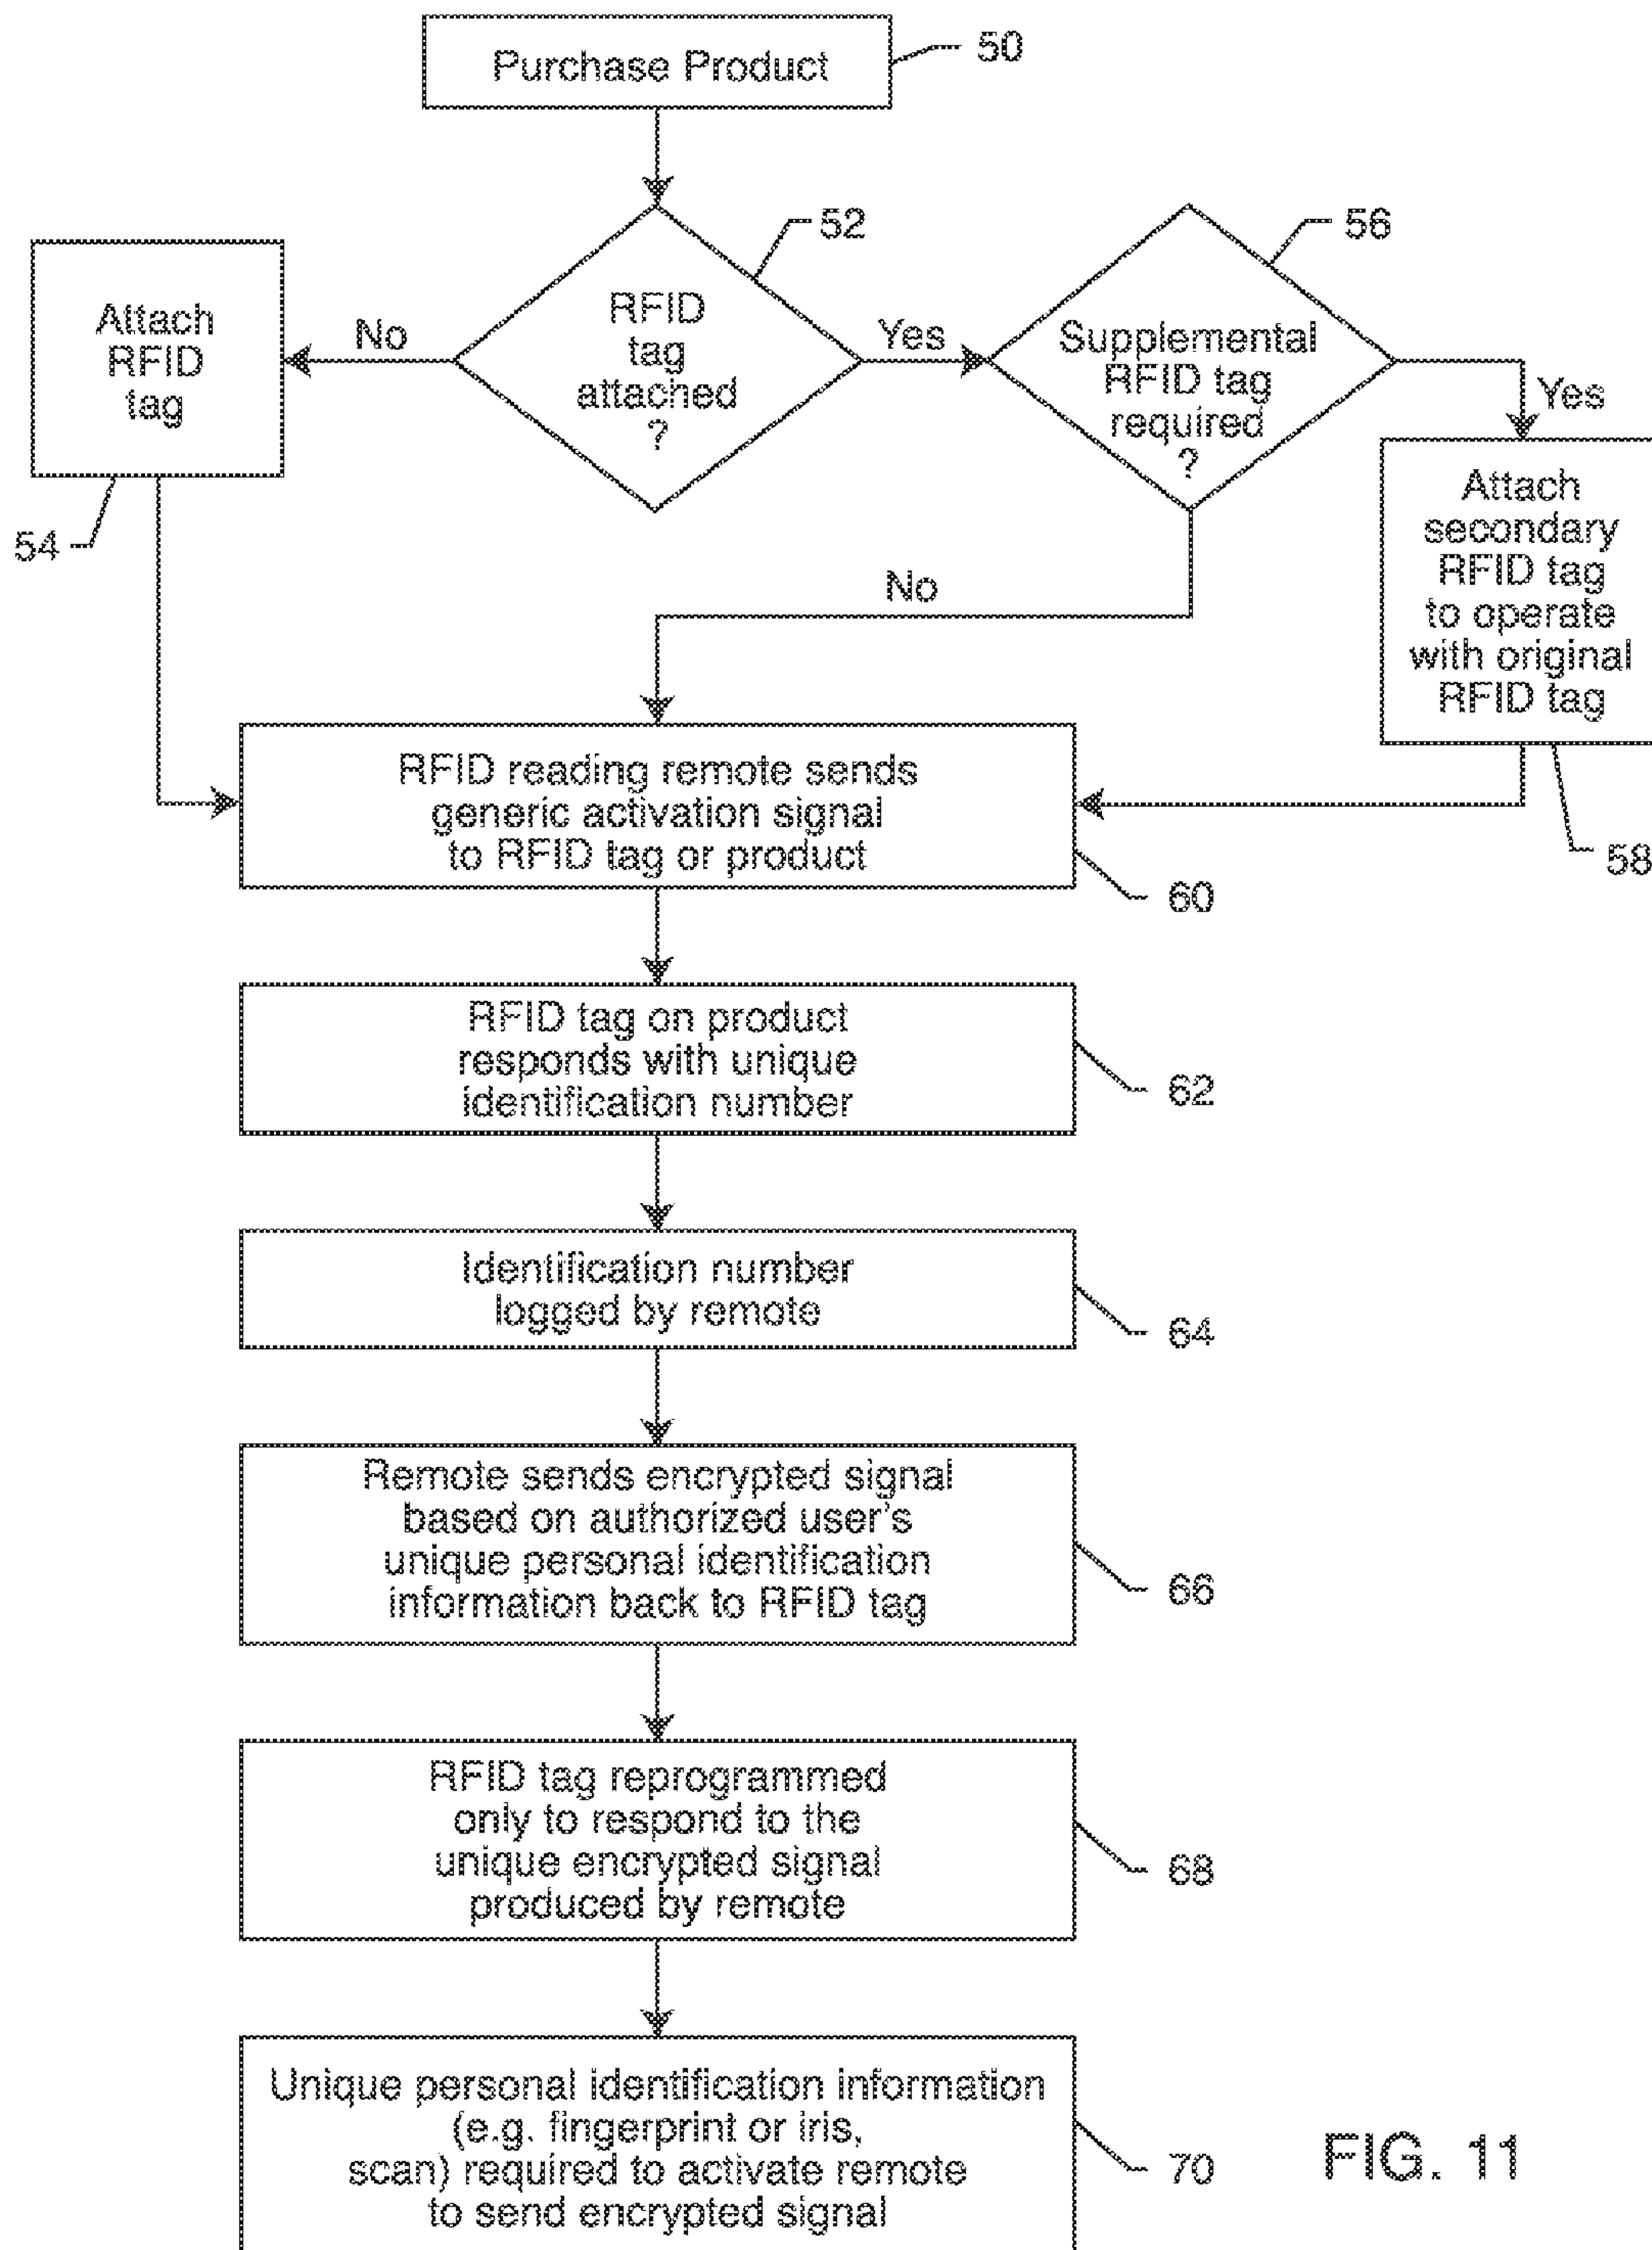 Purchase Product
50
52
56
Attach
RFID
tag
No
RFID
tag
attached
?
Yes
Supplemental
RFID tag
required
?
Yes
54
No
Attach
secondary
RFID tag
to operate
with original
RFID tag
58
RFID reading remote sends
generic activation signal
to RFID tag or product
60
RFID tag on product
responds with unique
identification number
62
Identification number
logged by remote
64
Remote sends encrypted signal
based on authorized user's
unique personal identification
information back to RFID tag
66
RFID tag reprogrammed
only to respond to the
unique encrypted signal
produced by remote
68
Unique personal identification information
(e.g. fingerprint or iris,
scan) required to activate remote
to send encrypted signal
70
FIG. 11